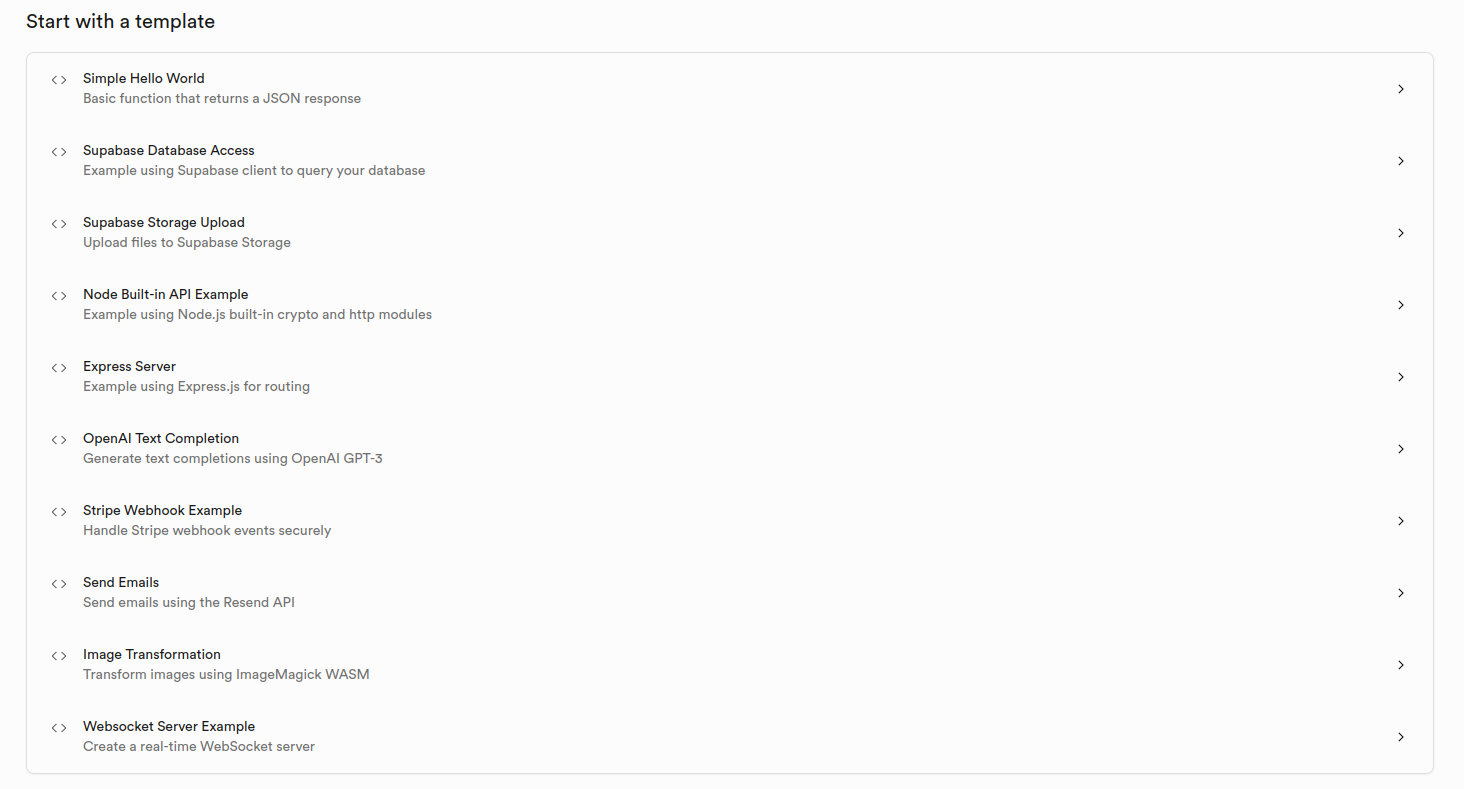 Start with a template
Simple Hello World
Basic function that returns a JSON response
Supabase Database Access
Example using Supabase client to query your database
Supabase Storage Upload
Upload files to Supabase Storage
Node Built-in API Example
Example using Node.js built-in crypto and http modules
Express Server
Example using Express.js for routing
OpenAI Text Completion
Generate text completions using OpenAI GPT-3
Stripe Webhook Example
Handle Stripe webhook events securely
Send Emails
Send emails using the Resend API
Image Transformation
Transform images using ImageMagick WASM
Websocket Server Example
Create a real-time WebSocket server